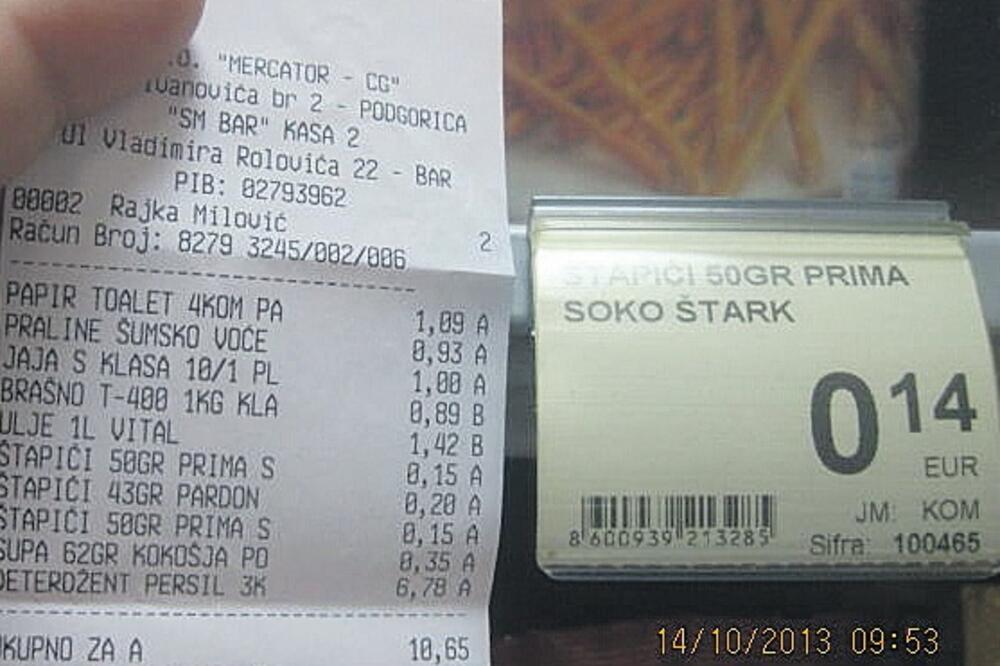 .O. "MERCATOR - CG"
Ivanovića br 2 - PODGORICA
"SM BAR" KASA 2
Ul Vladimira Rolovića 22 - BAR
PIB: 02793962
00002 Rajka Milović
Račun Broj: 8279 3245/002/006 2
PAPIR TOALET 4KOM PA 1,09 A
PRALINE ŠUMSKO VOĆE 0,93 A
JAJA S KLASA 10/1 PL 1,00 A
BRAŠNO T-400 1KG KLA 0,89 B
ULJE 1L VITAL 1,42 B
ŠTAPIĆI 50GR PRIMA S 0,15 A
ŠTAPIĆI 43GR PARDON 0,20 A
ŠTAPIĆI 50GR PRIMA S 0,15 A
SUPA 62GR KOKOŠJA PO 0,35 A
DETERDŽENT PERSIL 3K 6,78 A
UKUPNO ZA A 10,65
ŠTAPIĆI 50GR PRIMA
SOKO ŠTARK
0 14
EUR
JM: KOM
8 600939 213285
Šifra: 100465
14/10/2013 09:53